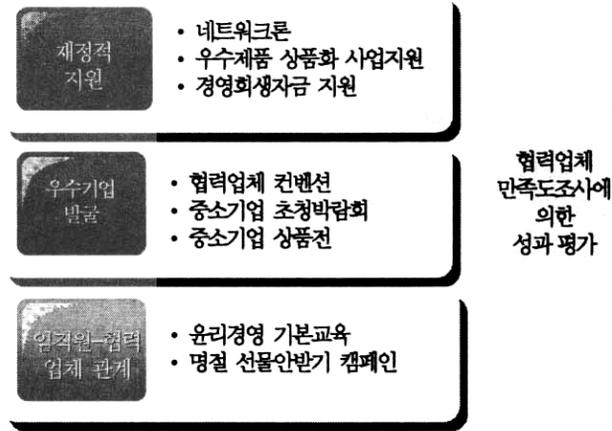 재정적
지원
• 네트워크론
• 우수제품 상품화 사업지원
• 경영회생자금 지원
우수기업
발굴
• 협력업체 컨벤션
• 중소기업 초청박람회
• 중소기업 상품전
임직원-협력
업체 관계
• 윤리경영 기본교육
• 명절 선물안받기 캠페인
협력업체
만족도조사에
의한
성과 평가